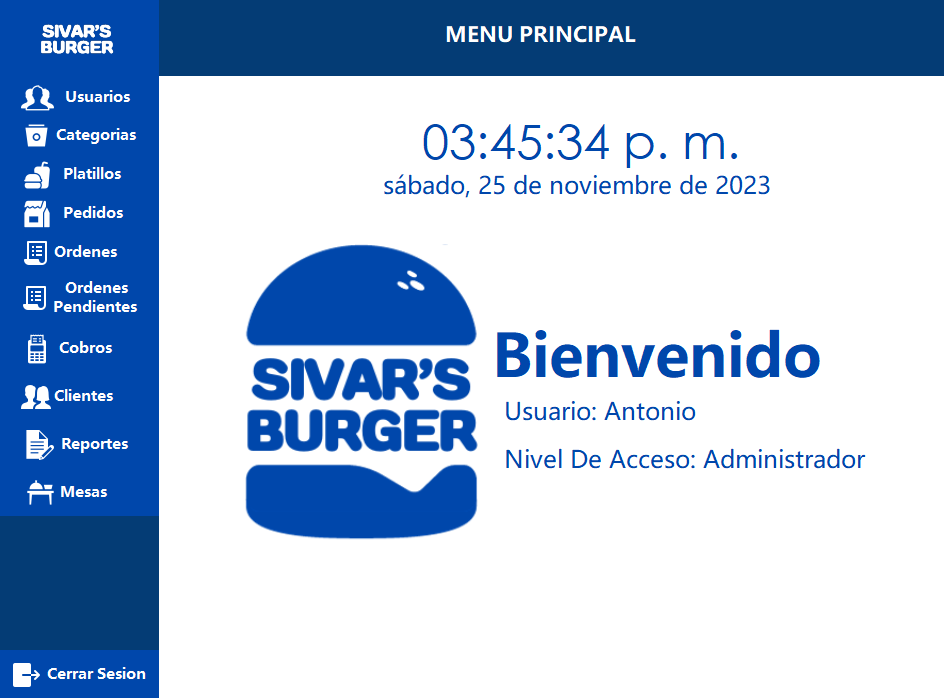 SIVAR'S
BURGER
MENU PRINCIPAL
Usuarios
Categorias
Platillos
Pedidos
Ordenes
Ordenes
Pendientes
Cobros
Clientes
Reportes
Mesas
Cerrar Sesion
03:45:34 p. m.
sábado, 25 de noviembre de 2023
SIVAR'S
BURGER
Bienvenido
Usuario: Antonio
Nivel De Acceso: Administrador